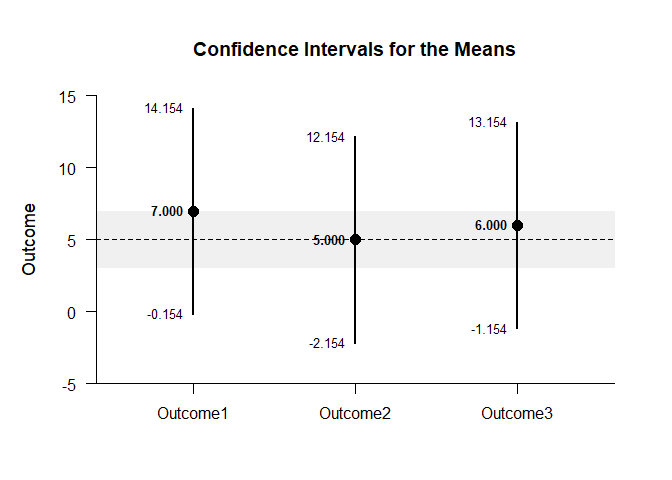 Confidence Intervals for the Means
Outcome
15
10
5
0
-5
14.154
7.000
-0.154
12.154
5.000
-2.154
13.154
6.000
-1.154
Outcome1
Outcome2
Outcome3